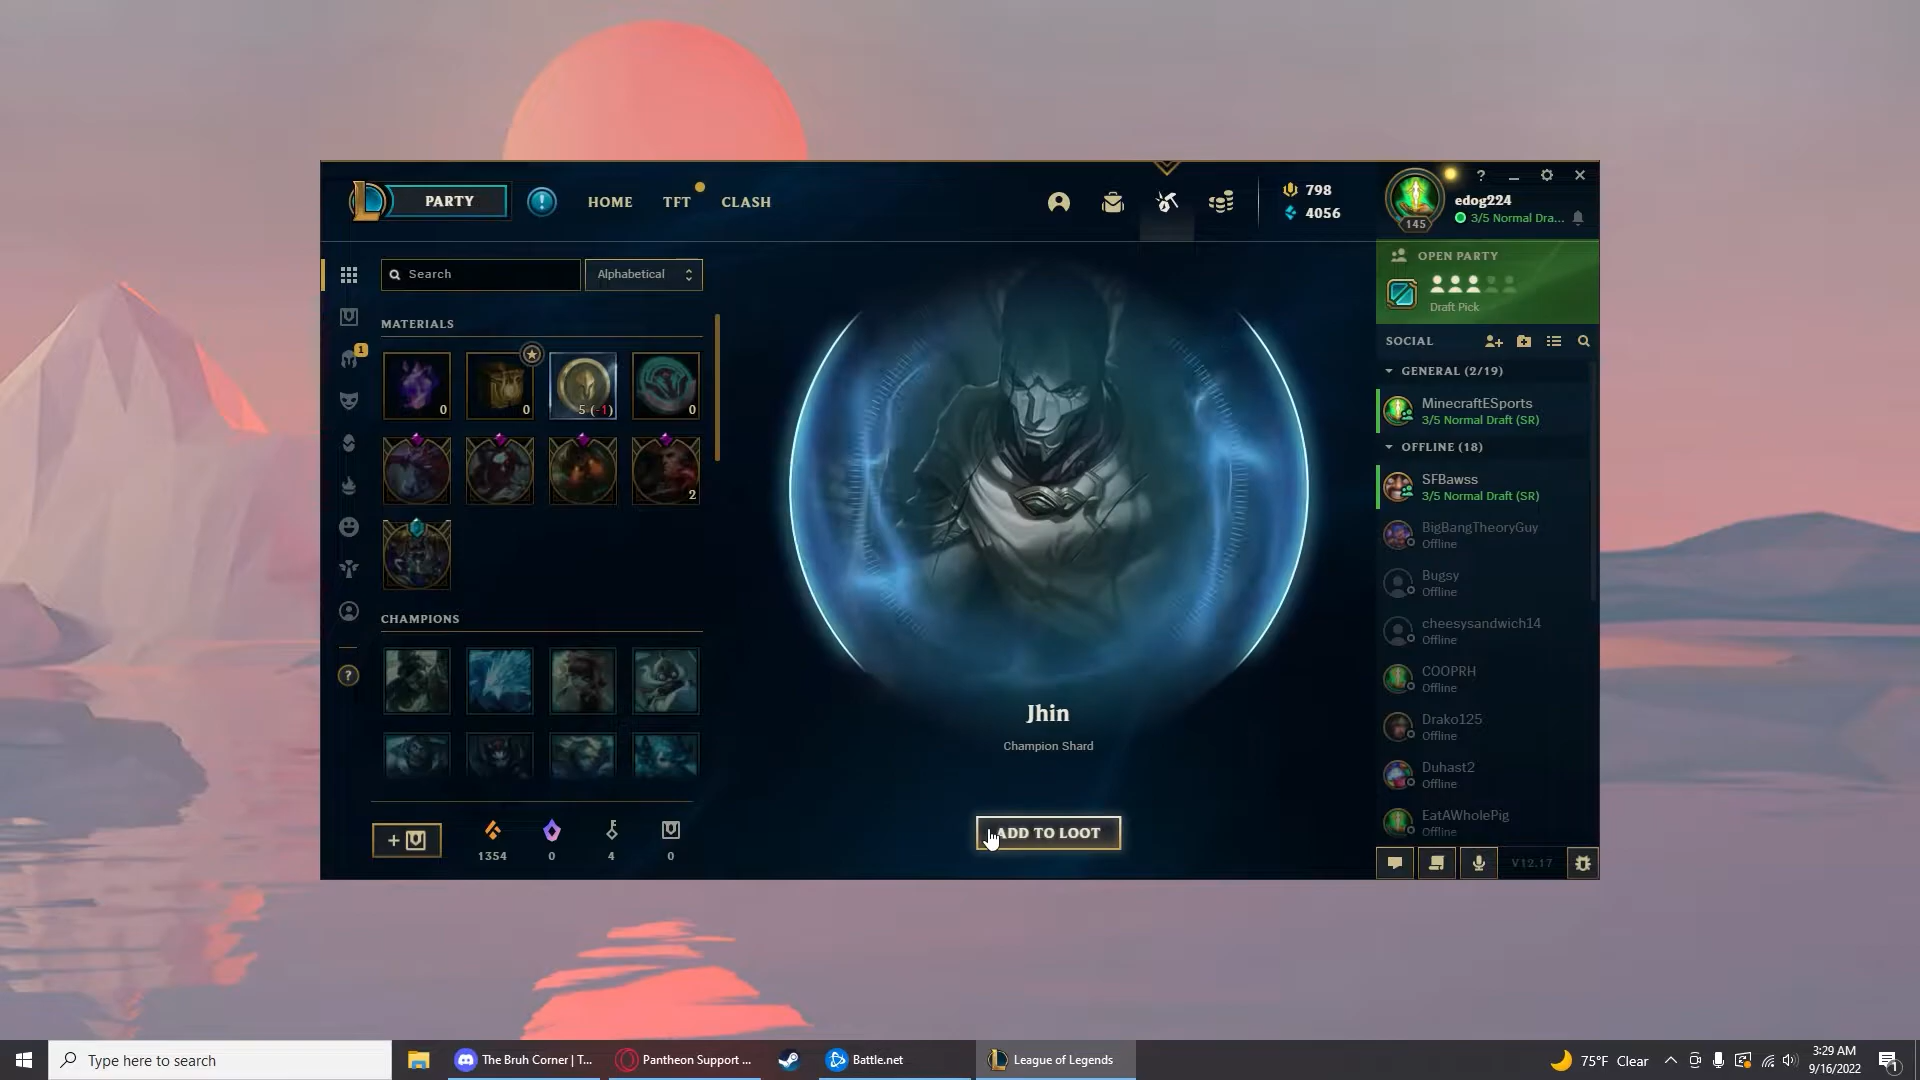 PARTY
HOME
TFT
CLASH
798
4056
145
edog224
3/5 Normal Dra...
?
Search
Alphabetical
MATERIALS
1
0
0
5 (-1)
0
2
CHAMPIONS
?
+
1354
0
4
0
Jhin
Champion Shard
ADD TO LOOT
OPEN PARTY
Draft Pick
SOCIAL
GENERAL (2/19)
MinecraftESports
3/5 Normal Draft (SR)
OFFLINE (18)
SFBawss
3/5 Normal Draft (SR)
BigBangTheoryGuy
Offline
Bugsy
Offline
cheesysandwich14
Offline
COOPRH
Offline
Drako125
Offline
Duhast2
Offline
EatAWholePig
Offline
V12.17
Type here to search
The Bruh Corner | T...
Pantheon Support ...
Battle.net
League of Legends
75°F Clear
3:29 AM
9/16/2022
1